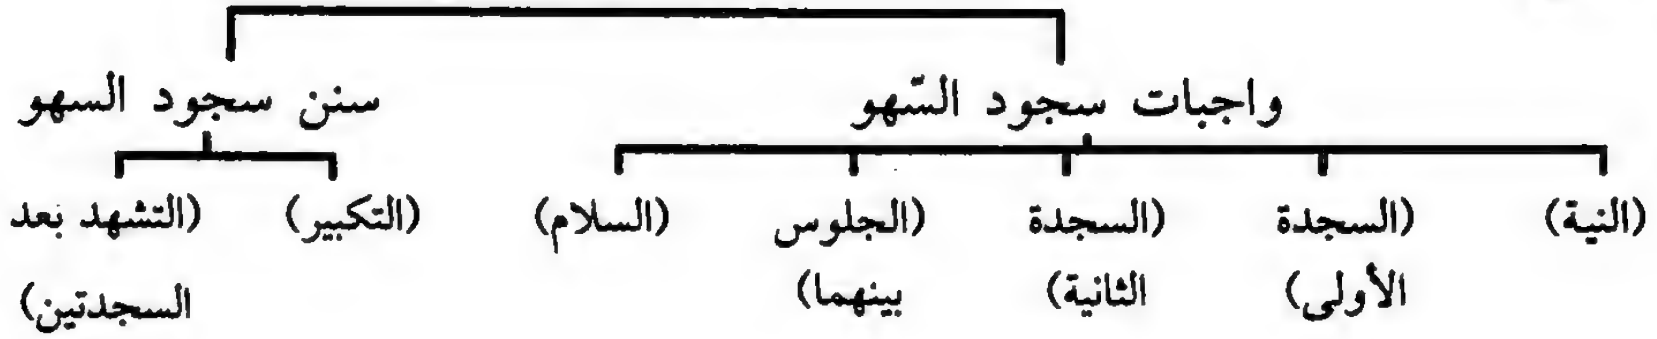 واجبات سجود السّهو سنن سجود السهو
(النية) (السجدة (السجدة (الجلوس (السلام) (التكبير) (التشهد بعد
الأولى) الثانية) بينهما) السجدتين)